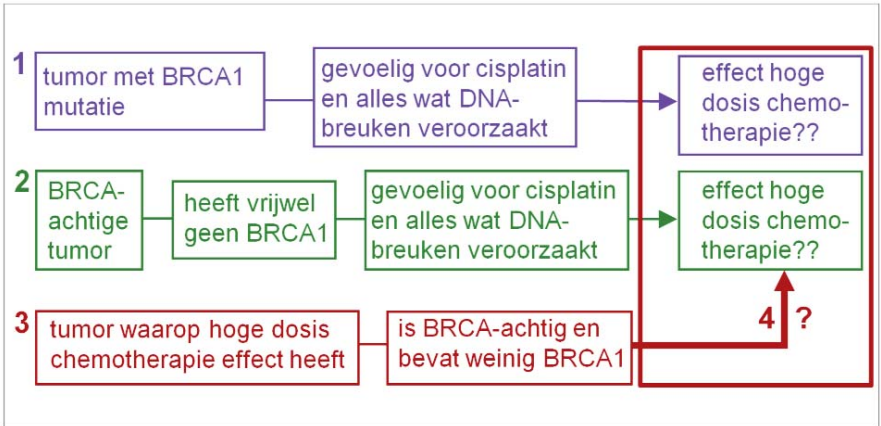 1
tumor met BRCA1
mutatie
gevoelig voor cisplatin
en alles wat DNA-
breuken veroorzaakt
effect hoge
dosis chemo-
therapie??
2
BRCA-
achtige
tumor
heeft vrijwel
geen BRCA1
gevoelig voor cisplatin
en alles wat DNA-
breuken veroorzaakt
effect hoge
dosis chemo-
therapie??
3
tumor waarop hoge dosis
chemotherapie effect heeft
is BRCA-achtig en
bevat weinig BRCA1
4 ?